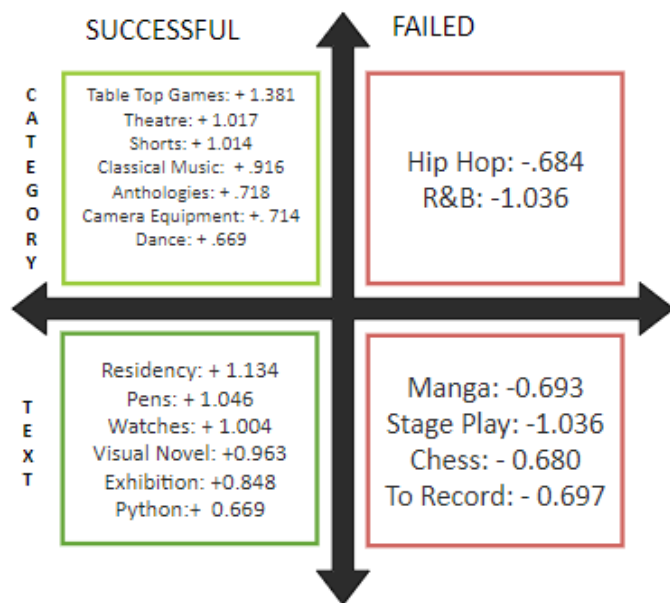 SUCCESSFUL
FAILED
CATEGORY
Table Top Games: + 1.381
Theatre: + 1.017
Shorts: + 1.014
Classical Music: + .916
Anthologies: + .718
Camera Equipment: +. 714
Dance: + .669
Hip Hop: -.684
R&B: -1.036
TEXT
Residency: + 1.134
Pens: + 1.046
Watches: + 1.004
Visual Novel: +0.963
Exhibition: +0.848
Python:+ 0.669
Manga: -0.693
Stage Play: -1.036
Chess: - 0.680
To Record: - 0.697